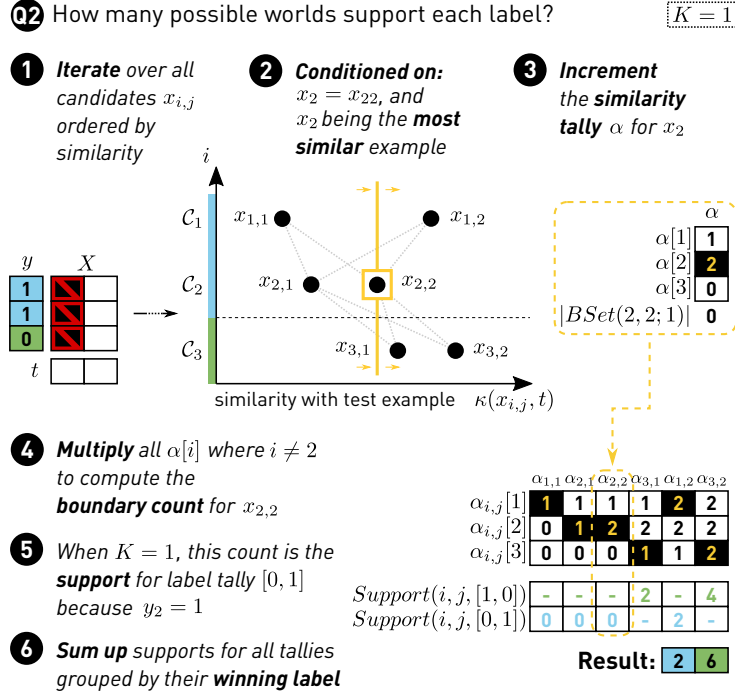 Q2 How many possible worlds support each label?
K = 1
1 Iterate over all
candidates x_{i,j}
ordered by
similarity
2 Conditioned on:
x_2 = x_{22}, and
x_2 being the most
similar example
3 Increment
the similarity
tally α for x_2
i
C_1
x_{1,1}
x_{1,2}
C_2
x_{2,1}
x_{2,2}
C_3
x_{3,1}
x_{3,2}
similarity with test example κ(x_{i,j}, t)
y X
1
1
0
t
α
α[1] 1
α[2] 2
α[3] 0
|BSet(2, 2; 1)| 0
4 Multiply all α[i] where i ≠ 2
to compute the
boundary count for x_{2,2}
5 When K = 1, this count is the
support for label tally [0, 1]
because y_2 = 1
6 Sum up supports for all tallies
grouped by their winning label
α_{1,1} α_{2,1} α_{2,2} α_{3,1} α_{1,2} α_{3,2}
α_{i,j}[1] 1 1 1 1 2 2
α_{i,j}[2] 0 1 2 2 2 2
α_{i,j}[3] 0 0 0 1 1 2
Support(i, j, [1, 0]) - - - 2 - 4
Support(i, j, [0, 1]) 0 0 0 - 2 -
Result: 2 6